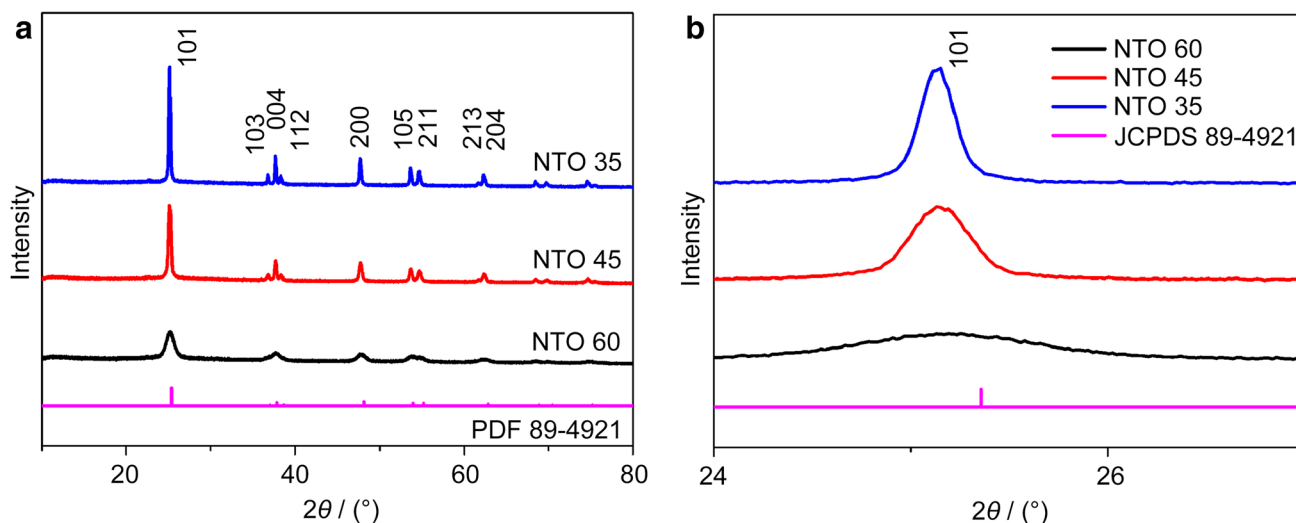 a
101
103
004
112
200
105
211
213
204
NTO 35
NTO 45
NTO 60
PDF 89-4921
Intensity
20
40
60
80
2θ / (°)
b
101
NTO 60
NTO 45
NTO 35
JCPDS 89-4921
Intensity
24
26
2θ / (°)